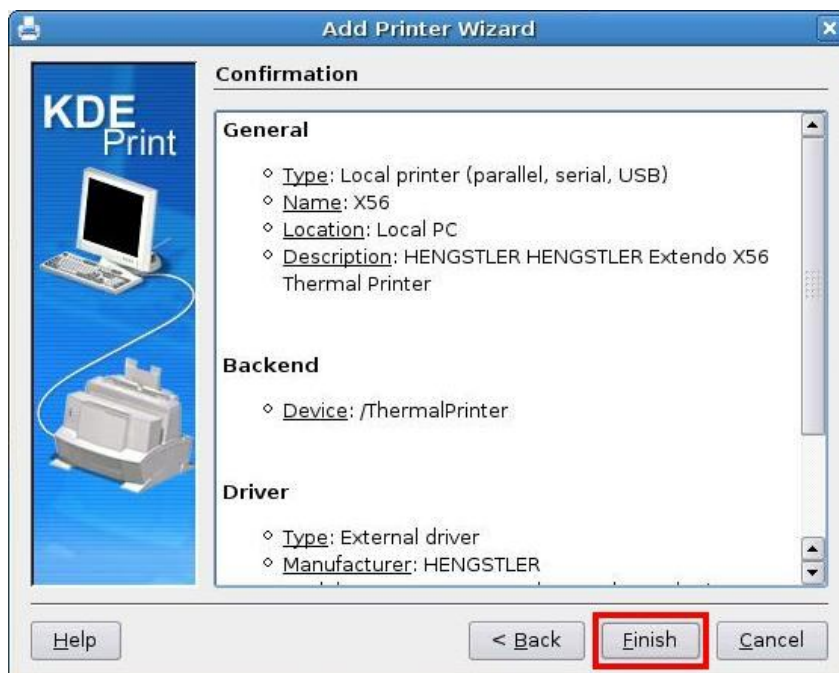 Add Printer Wizard
KDE
Print
Confirmation
General
Type: Local printer (parallel, serial, USB)
Name: X56
Location: Local PC
Description: HENGSTLER HENGSTLER Extendo X56
Thermal Printer
Backend
Device: /ThermalPrinter
Driver
Type: External driver
Manufacturer: HENGSTLER
Help
< Back
Finish
Cancel